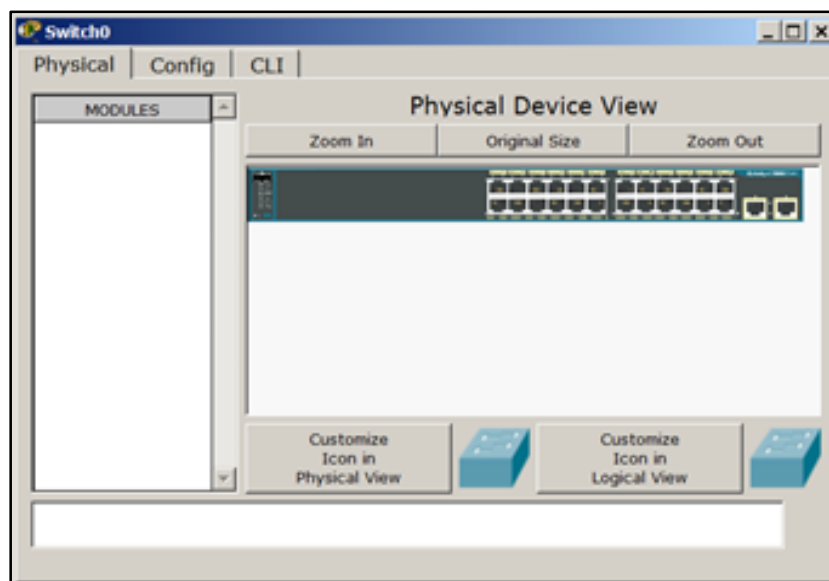 Switch0
Physical Config CLI
MODULES
Physical Device View
Zoom In Original Size Zoom Out
Customize
Icon in
Physical View
Customize
Icon in
Logical View